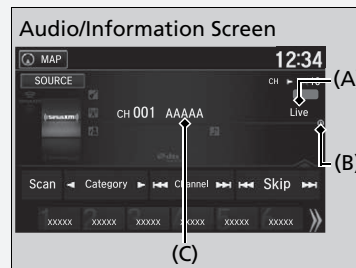 Audio/Information Screen
MAP 12:34
SOURCE CH
(A
(siriusxm) Live
CH 001 AAAAA
(B)
Scan Category Channel Skip
xxxxx xxxxx xxxxx xxxxx xxxxx xxxxx
(C)